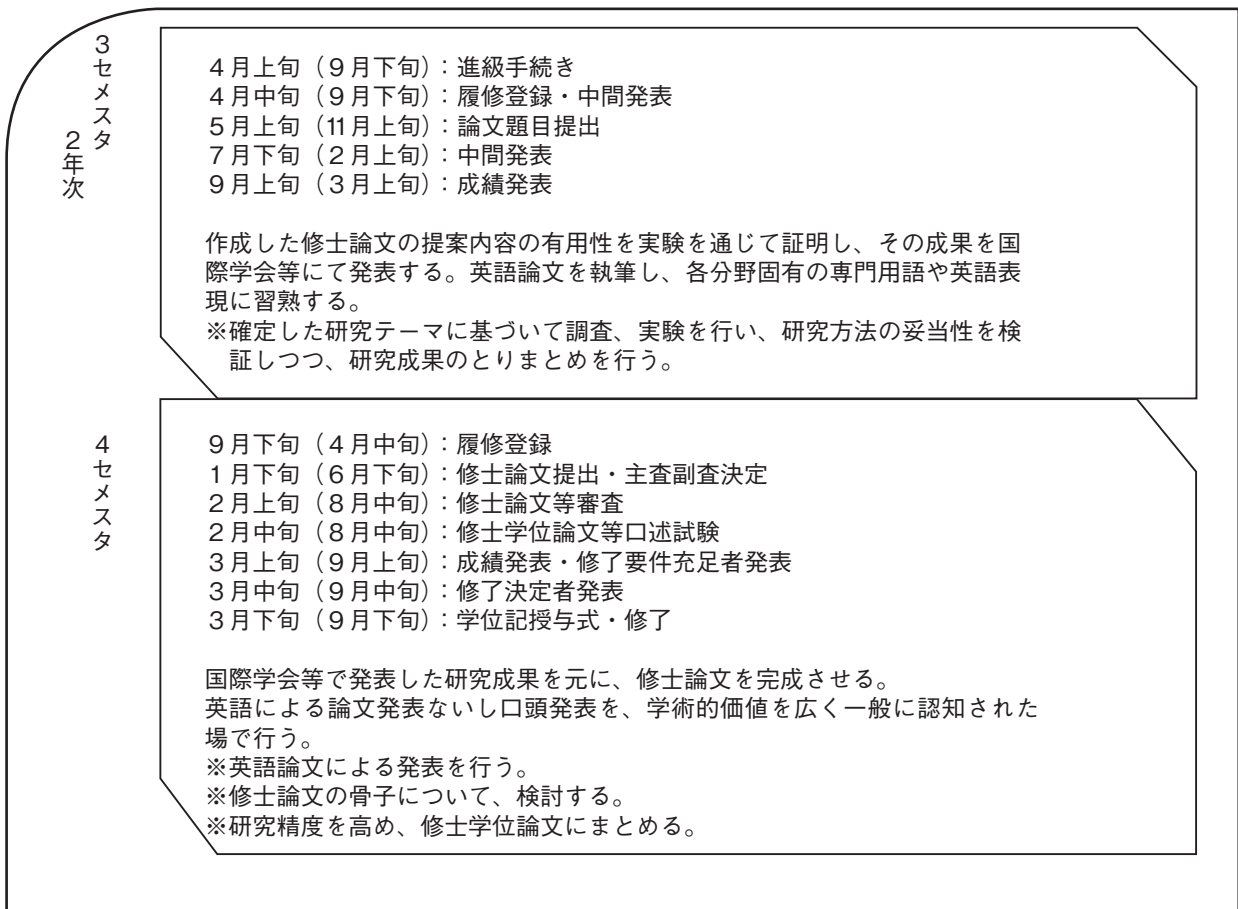 2年次
3セメスタ
4月上旬（9月下旬）：進級手続き
4月中旬（9月下旬）：履修登録・中間発表
5月上旬（11月上旬）：論文題目提出
7月下旬（2月上旬）：中間発表
9月上旬（3月上旬）：成績発表
作成した修士論文の提案内容の有用性を実験を通じて証明し、その成果を国
際学会等にて発表する。英語論文を執筆し、各分野固有の専門用語や英語表
現に習熟する。
※確定した研究テーマに基づいて調査、実験を行い、研究方法の妥当性を検
証しつつ、研究成果のとりまとめを行う。
4セメスタ
9月下旬（4月中旬）：履修登録
1月下旬（6月下旬）：修士論文提出・主査副査決定
2月上旬（8月中旬）：修士論文等審査
2月中旬（8月中旬）：修士学位論文等口述試験
3月上旬（9月上旬）：成績発表・修了要件充足者発表
3月中旬（9月中旬）：修了決定者発表
3月下旬（9月下旬）：学位記授与式・修了
国際学会等で発表した研究成果を元に、修士論文を完成させる。
英語による論文発表ないし口頭発表を、学術的価値を広く一般に認知された
場で行う。
※英語論文による発表を行う。
※修士論文の骨子について、検討する。
※研究精度を高め、修士学位論文にまとめる。